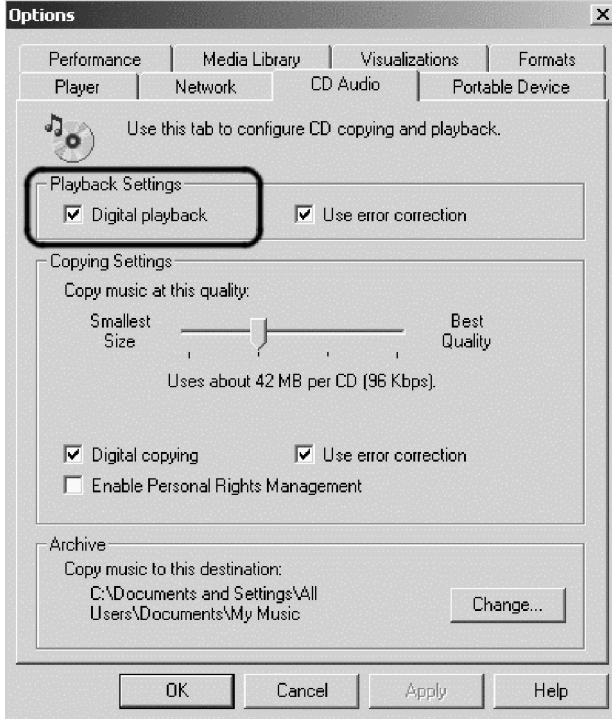 Options
Performance Media Library Visualizations Formats
Player Network CD Audio Portable Device
Use this tab to configure CD copying and playback.
Playback Settings
Digital playback Use error correction
Copying Settings
Copy music at this quality:
Smallest Size Best Quality
Uses about 42 MB per CD (96 Kbps).
Digital copying Use error correction
Enable Personal Rights Management
Archive
Copy music to this destination:
C:\Documents and Settings\All
Users\Documents\My Music
Change...
OK Cancel Apply Help